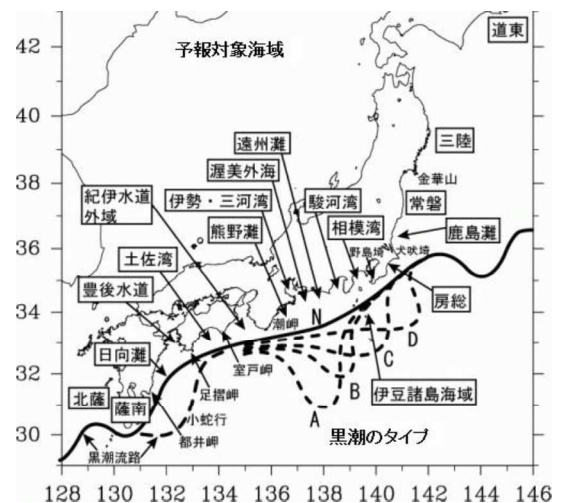 予報対象海域
道東
42
40
38
36
34
32
30
三陸
遠州灘
渥美外海
金華山
紀伊水道
外域
伊勢・三河湾
駿河湾
常磐
熊野灘
相模湾
鹿島灘
野島埼
犬吠埼
土佐湾
房総
豊後水道
潮岬
N
室戸岬
D
日向灘
C
足摺岬
B
伊豆諸島海域
北薩
薩南
小蛇行
A
都井岬
黒潮のタイプ
黒潮流路
128 130 132 134 136 138 140 142 144 146